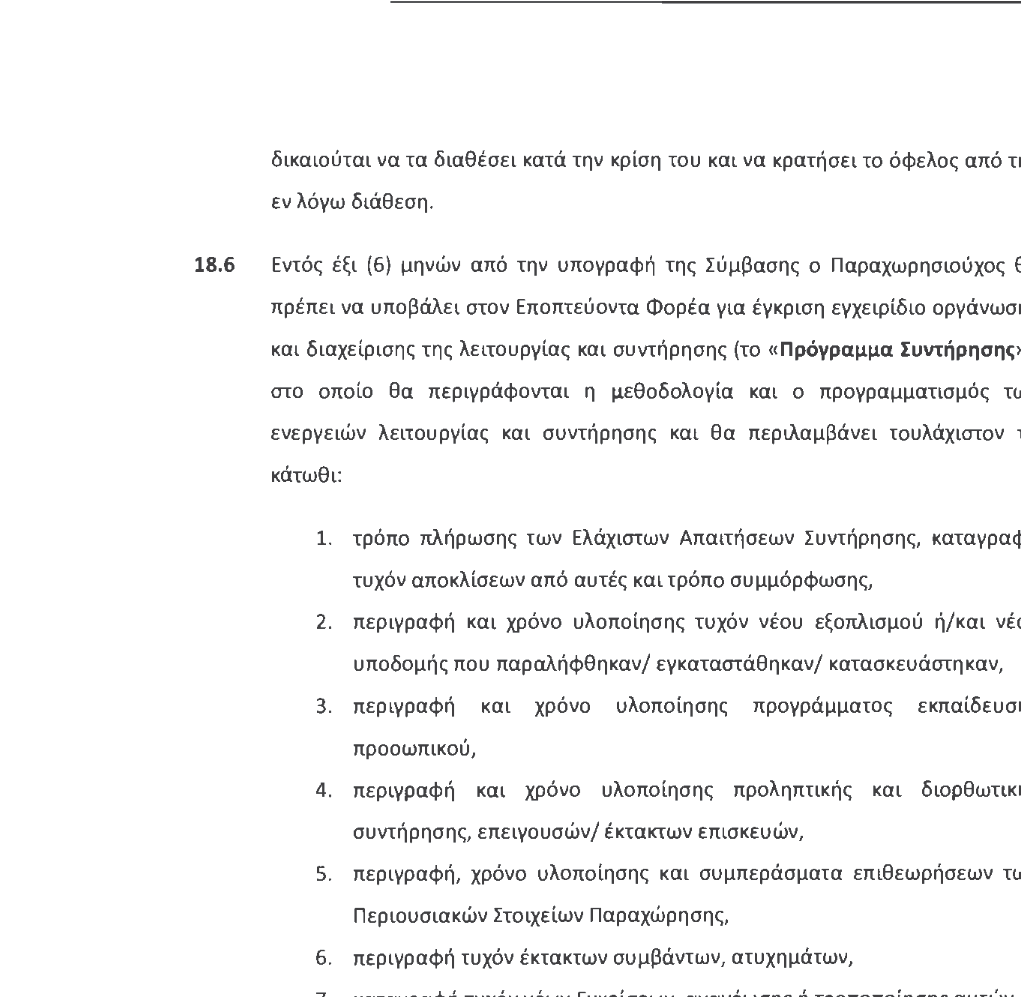 δικαιούται να τα διαθέσει κατά την κρίση του και να κρατήσει το όφελος από
εν λόγω διάθεση.
18.6 Εντός έξι (6) μηνών από την υπογραφή της Σύμβασης ο Παραχωρησιούχος
πρέπει να υποβάλει στον Εποπτεύοντα Φορέα για έγκριση εγχειρίδιο
και διαχείρισης της λειτουργίας και συντήρησης (το «Πρόγραμμα Συντήρησης»
στο οποίο θα περιγράφονται η μεθοδολογία και ο προγραμματισμός
ενεργειών λειτουργίας και συντήρησης και θα περιλαμβάνει τουλάχιστον
κάτωθι:
1. τρόπο πλήρωσης των Ελάχιστων Απαιτήσεων Συντήρησης,
τυχόν αποκλίσεων από αυτές και τρόπο συμμόρφωσης,
2. περιγραφή και χρόνο υλοποίησης τυχόν νέου εξοπλισμού ή/και
υποδομής που παραλήφθηκαν/ εγκαταστάθηκαν/ κατασκευάστηκαν,
3. περιγραφή και χρόνο υλοποίησης προγράμματος
προσωπικού,
4. περιγραφή και χρόνο υλοποίησης προληπτικής και
συντήρησης, επειγουσών/ έκτακτων επισκευών,
5. περιγραφή, χρόνο υλοποίησης και συμπεράσματα επιθεωρήσεων
Περιουσιακών Στοιχείων Παραχώρησης,
6. περιγραφή τυχόν έκτακτων συμβάντων, ατυχημάτων,